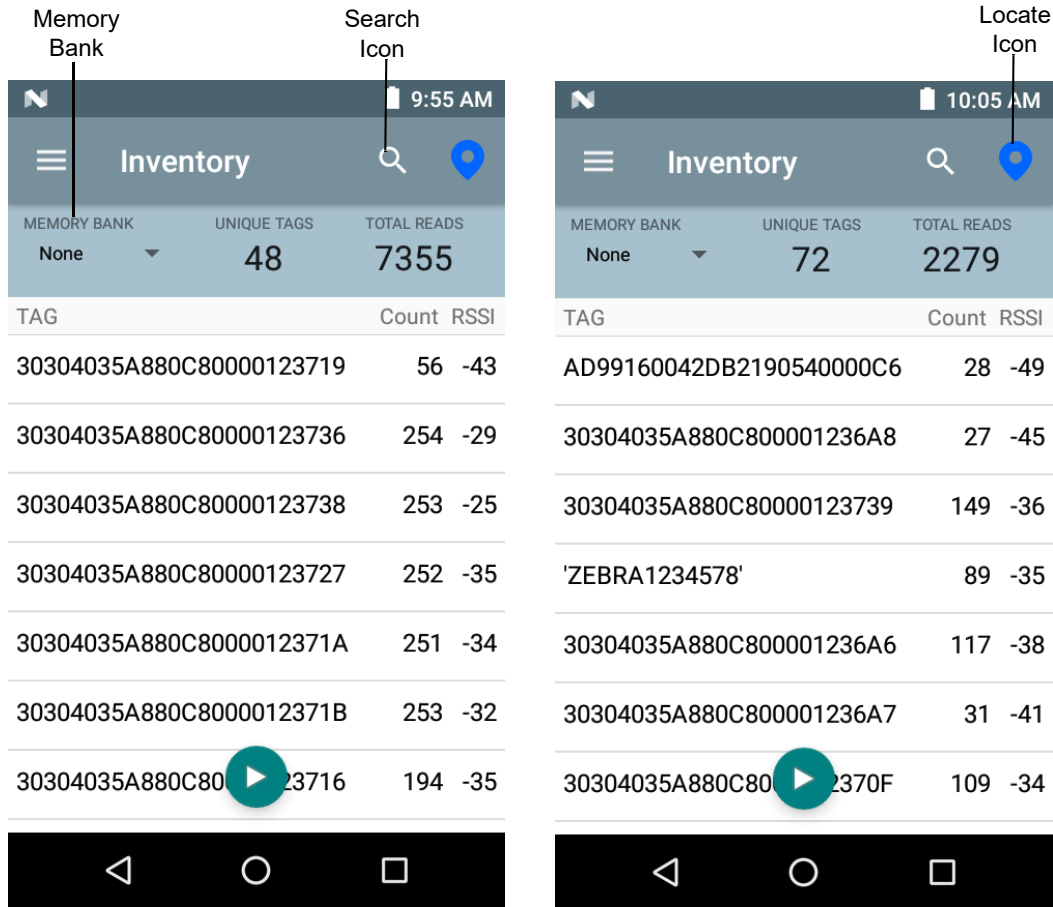 Memory
Bank
Search
Icon
Locate
Icon
9:55 AM
Inventory
MEMORY BANK UNIQUE TAGS TOTAL READS
None 48 7355
TAG Count RSSI
30304035A880C80000123719 56 -43
30304035A880C80000123736 254 -29
30304035A880C80000123738 253 -25
30304035A880C80000123727 252 -35
30304035A880C8000012371A 251 -34
30304035A880C8000012371B 253 -32
30304035A880C80 23716 194 -35
10:05 AM
Inventory
MEMORY BANK UNIQUE TAGS TOTAL READS
None 72 2279
TAG Count RSSI
AD99160042DB2190540000C6 28 -49
30304035A880C800001236A8 27 -45
30304035A880C80000123739 149 -36
'ZEBRA1234578' 89 -35
30304035A880C800001236A6 117 -38
30304035A880C800001236A7 31 -41
30304035A880C80 2370F 109 -34